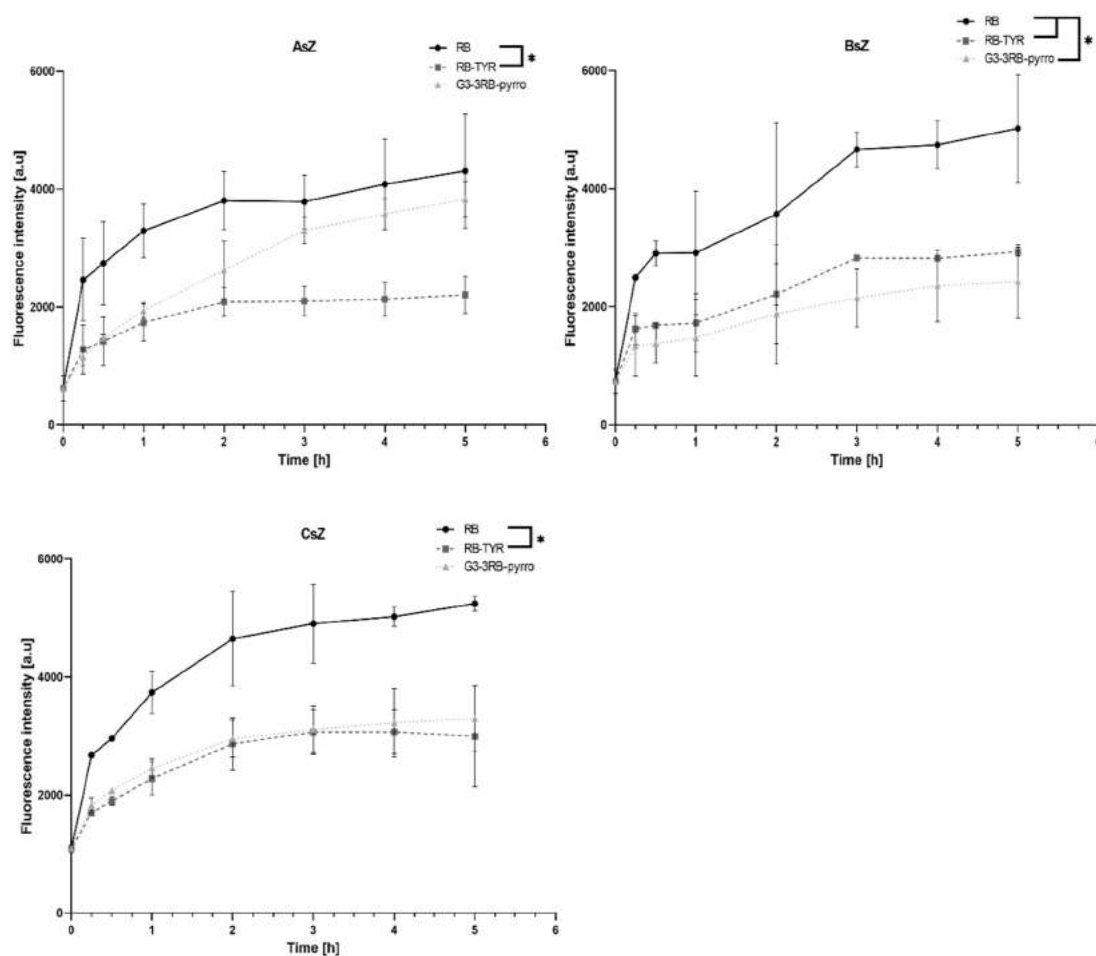 AsZ
RB
RB-TYR
G3-3RB-pyrro
*
Fluorescence intensity [a.u]
6000
4000
2000
0
0 1 2 3 4 5 6
Time [h]
BsZ
RB
RB-TYR
G3-3RB-pyrro
*
Fluorescence intensity [a.u]
6000
4000
2000
0
0 1 2 3 4 5
Time [h]
CsZ
RB
RB-TYR
G3-3RB-pyrro
*
Fluorescence intensity [a.u]
6000
4000
2000
0
0 1 2 3 4 5 6
Time [h]